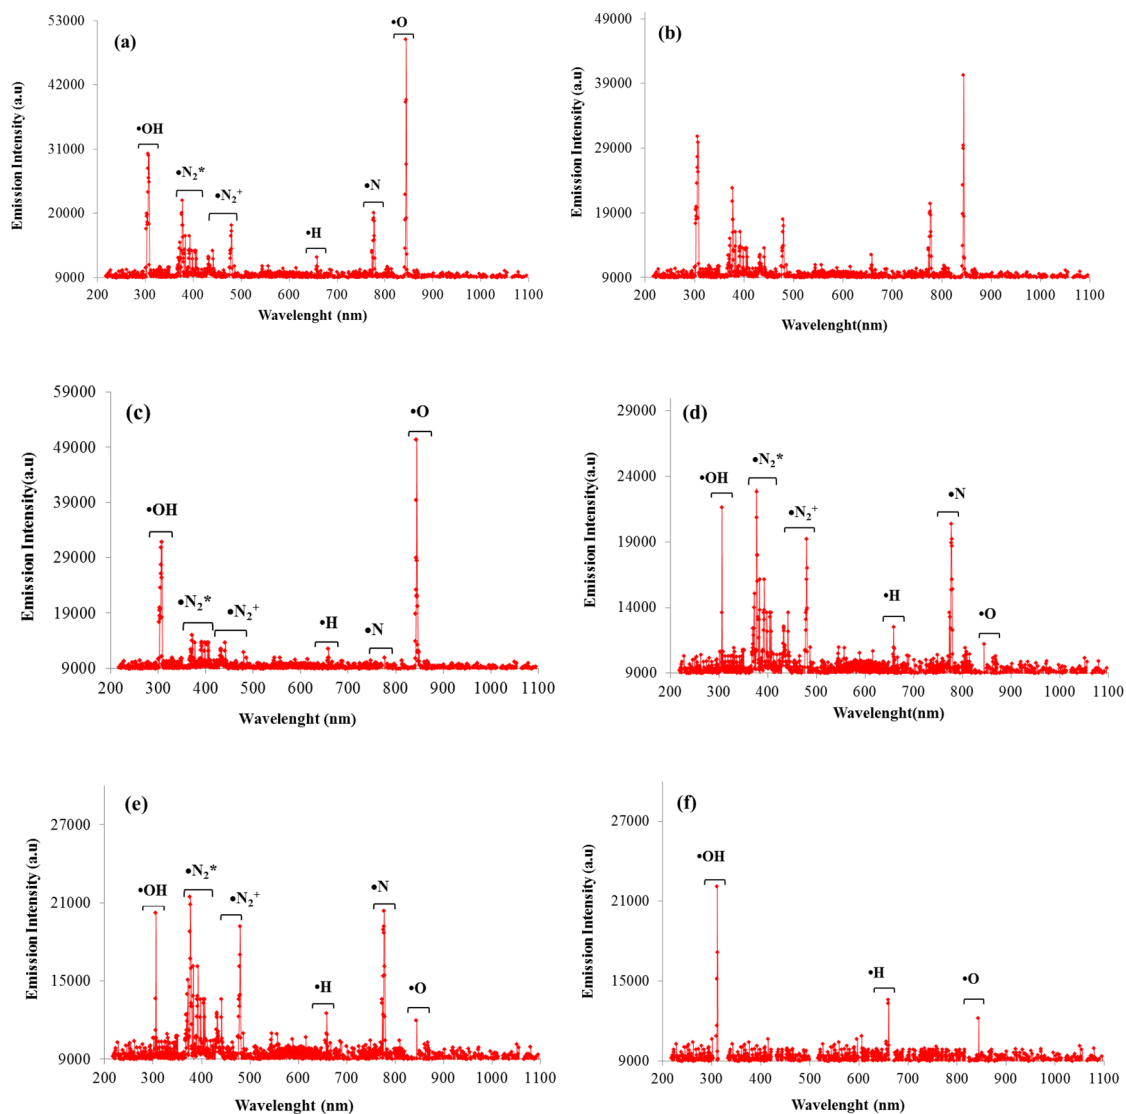 (a)
53000
42000
31000
20000
9000
Emission Intensity (a.u)
•OH
•N2*
•N2+
•H
•N
•O
200 300 400 500 600 700 800 900 1000 1100
Wavelenght (nm)
(b)
49000
39000
29000
19000
9000
Emission Intensity (a.u)
200 300 400 500 600 700 800 900 1000 1100
Wavelenght(nm)
(c)
59000
49000
39000
29000
19000
9000
Emission Intensity(a.u)
•OH
•N2*
•N2+
•H
•N
•O
200 300 400 500 600 700 800 900 1000 1100
Wavelenght (nm)
(d)
29000
24000
19000
14000
9000
Emission Intensity (a.u)
•OH
•N2*
•N2+
•H
•N
•O
200 300 400 500 600 700 800 900 1000 1100
Wavelenght(nm)
(e)
27000
21000
15000
9000
Emission Intensity (a.u)
•OH
•N2*
•N2+
•H
•N
•O
200 300 400 500 600 700 800 900 1000 1100
Wavelenght (nm)
(f)
27000
21000
15000
9000
Emission Intensity (a.u)
•OH
•H
•O
200 300 400 500 600 700 800 900 1000 1100
Wavelenght (nm)